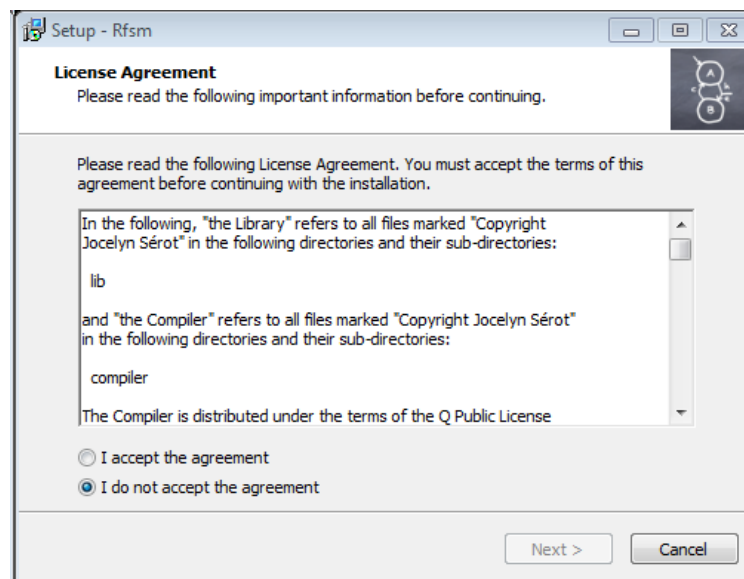 Setup - Rfsm
License Agreement
Please read the following important information before continuing.
A
B
Please read the following License Agreement. You must accept the terms of this
agreement before continuing with the installation.
In the following, "the Library" refers to all files marked "Copyright
Jocelyn Sérot" in the following directories and their sub-directories:
lib
and "the Compiler" refers to all files marked "Copyright Jocelyn Sérot"
in the following directories and their sub-directories:
compiler
The Compiler is distributed under the terms of the Q Public License
I accept the agreement
I do not accept the agreement
Next >
Cancel